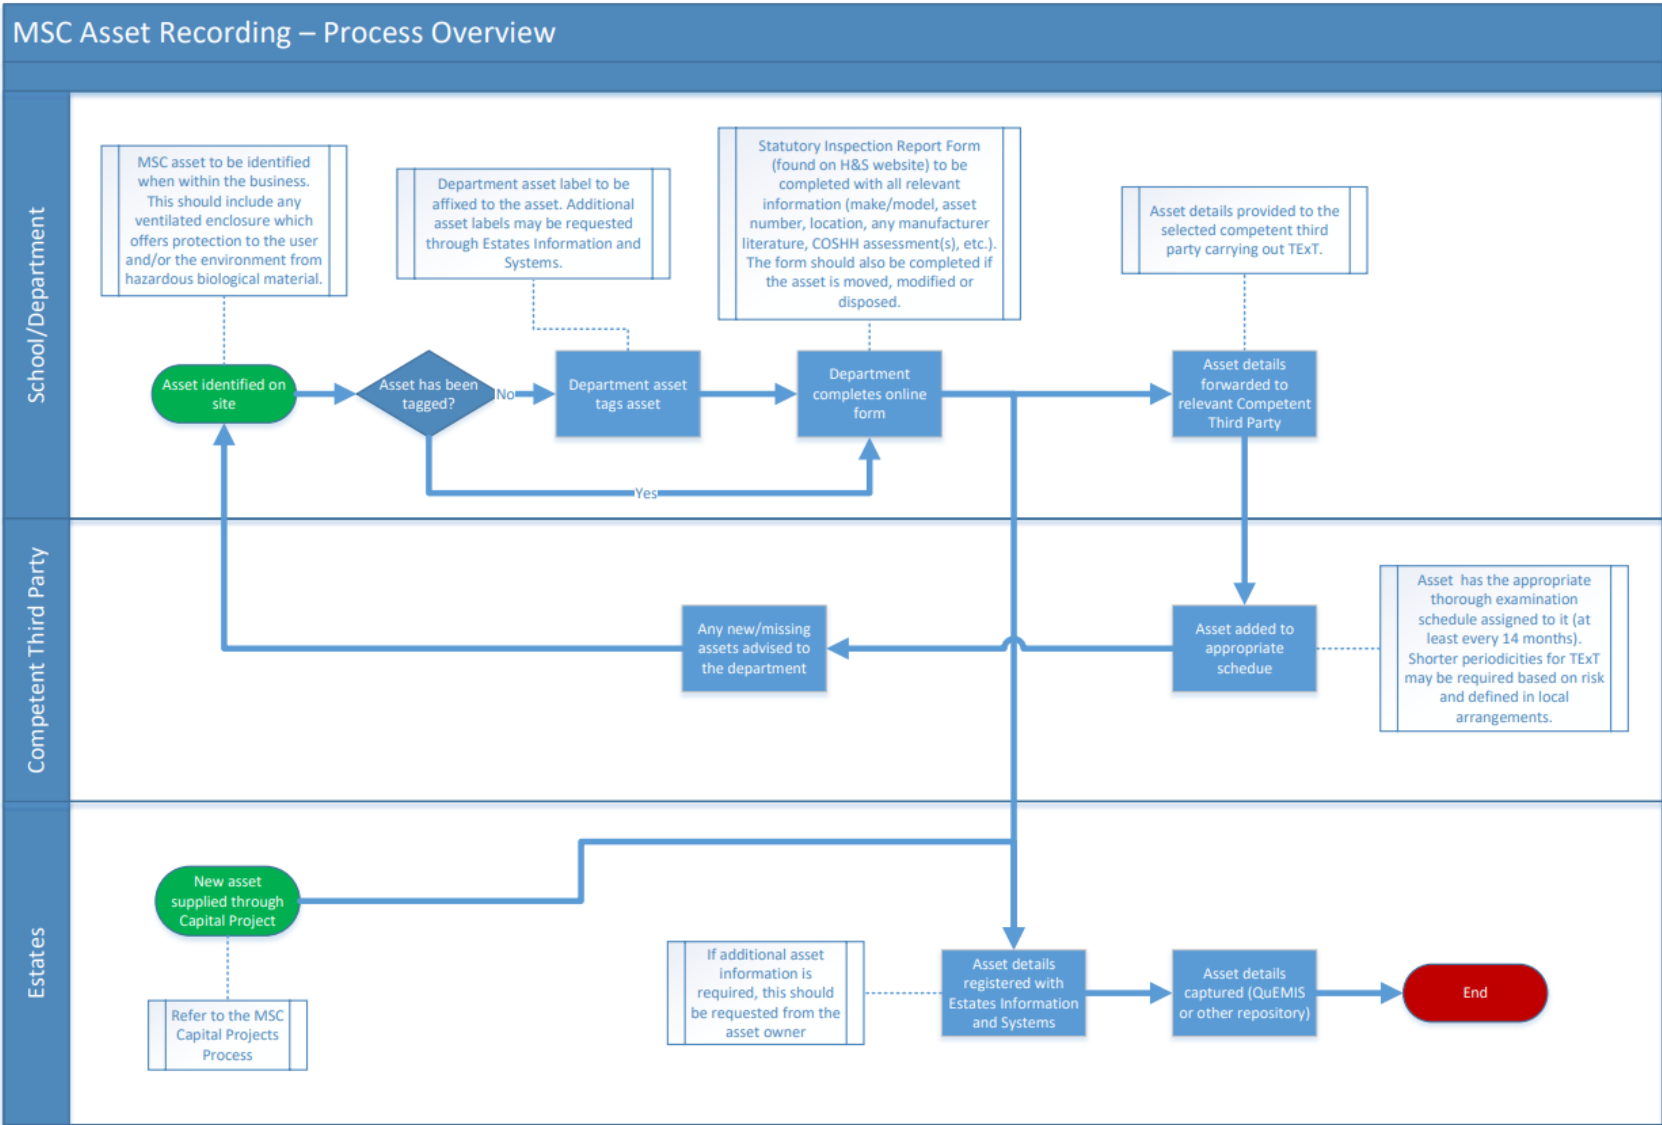 MSC Asset Recording – Process Overview
School/Department
MSC asset to be identified
when within the business.
This should include any
ventilated enclosure which
offers protection to the user
and/or the environment from
hazardous biological material.
Department asset label to be
affixed to the asset. Additional
asset labels may be requested
through Estates Information and
Systems.
Statutory Inspection Report Form
(found on H&S website) to be
completed with all relevant
information (make/model, asset
number, location, any manufacturer
literature, COSHH assessment(s), etc.).
The form should also be completed if
the asset is moved, modified or
disposed.
Asset details provided to the
selected competent third
party carrying out TExT.
Asset identified on
site
Asset has been
tagged?
No
Department asset
tags asset
Department
completes online
form
Asset details
forwarded to
relevant Competent
Third Party
Yes
Competent Third Party
Any new/missing
assets advised to
the department
Asset added to
appropriate
schedue
Asset has the appropriate
thorough examination
schedule assigned to it (at
least every 14 months).
Shorter periodicities for TExT
may be required based on risk
and defined in local
arrangements.
Estates
New asset
supplied through
Capital Project
Refer to the MSC
Capital Projects
Process
If additional asset
information is
required, this should
be requested from the
asset owner
Asset details
registered with
Estates Information
and Systems
Asset details
captured (QuEMIS
or other repository)
End